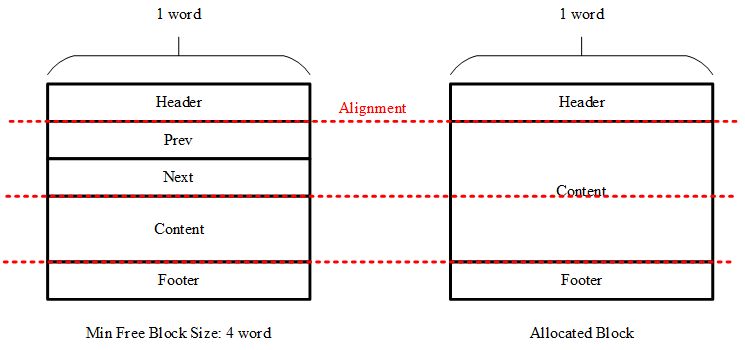 1 word
1 word
Header
Header
Alignment
Prev
Next
Content
Content
Footer
Footer
Min Free Block Size: 4 word
Allocated Block